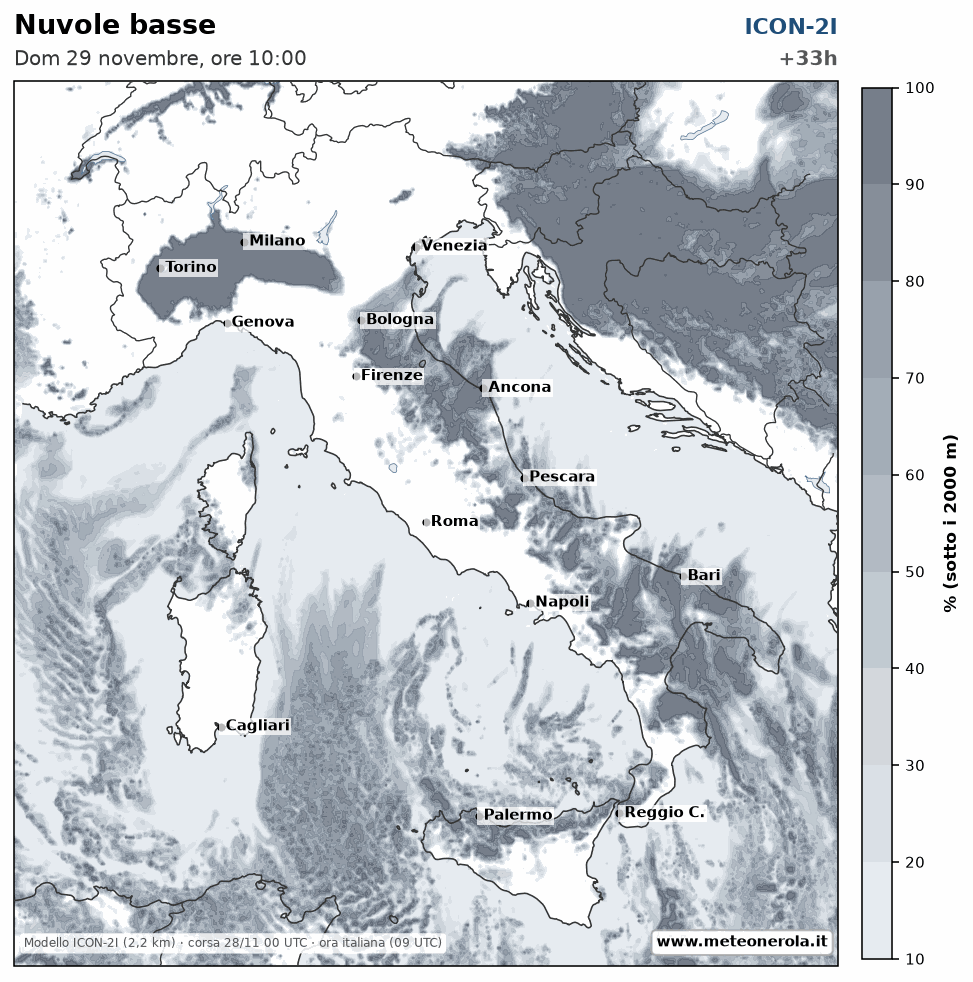 Nuvole basse
ICON-2I
Dom 29 novembre, ore 10:00
+33h
100
90
80
70
60
50
40
30
20
10
% (sotto i 2000 m)
Milano
Venezia
Torino
Genova
Bologna
Firenze
Ancona
Pescara
Roma
Bari
Napoli
Cagliari
Palermo
Reggio C.
Modello ICON-2I (2,2 km) · corsa 28/11 00 UTC · ora italiana (09 UTC)
www.meteonerola.it